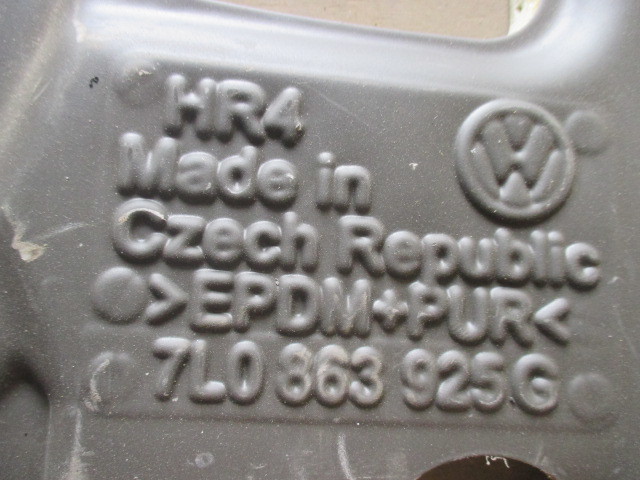 HR4
Made in
Czech Republic
>EPDM+PUR<
7L0 863 925G